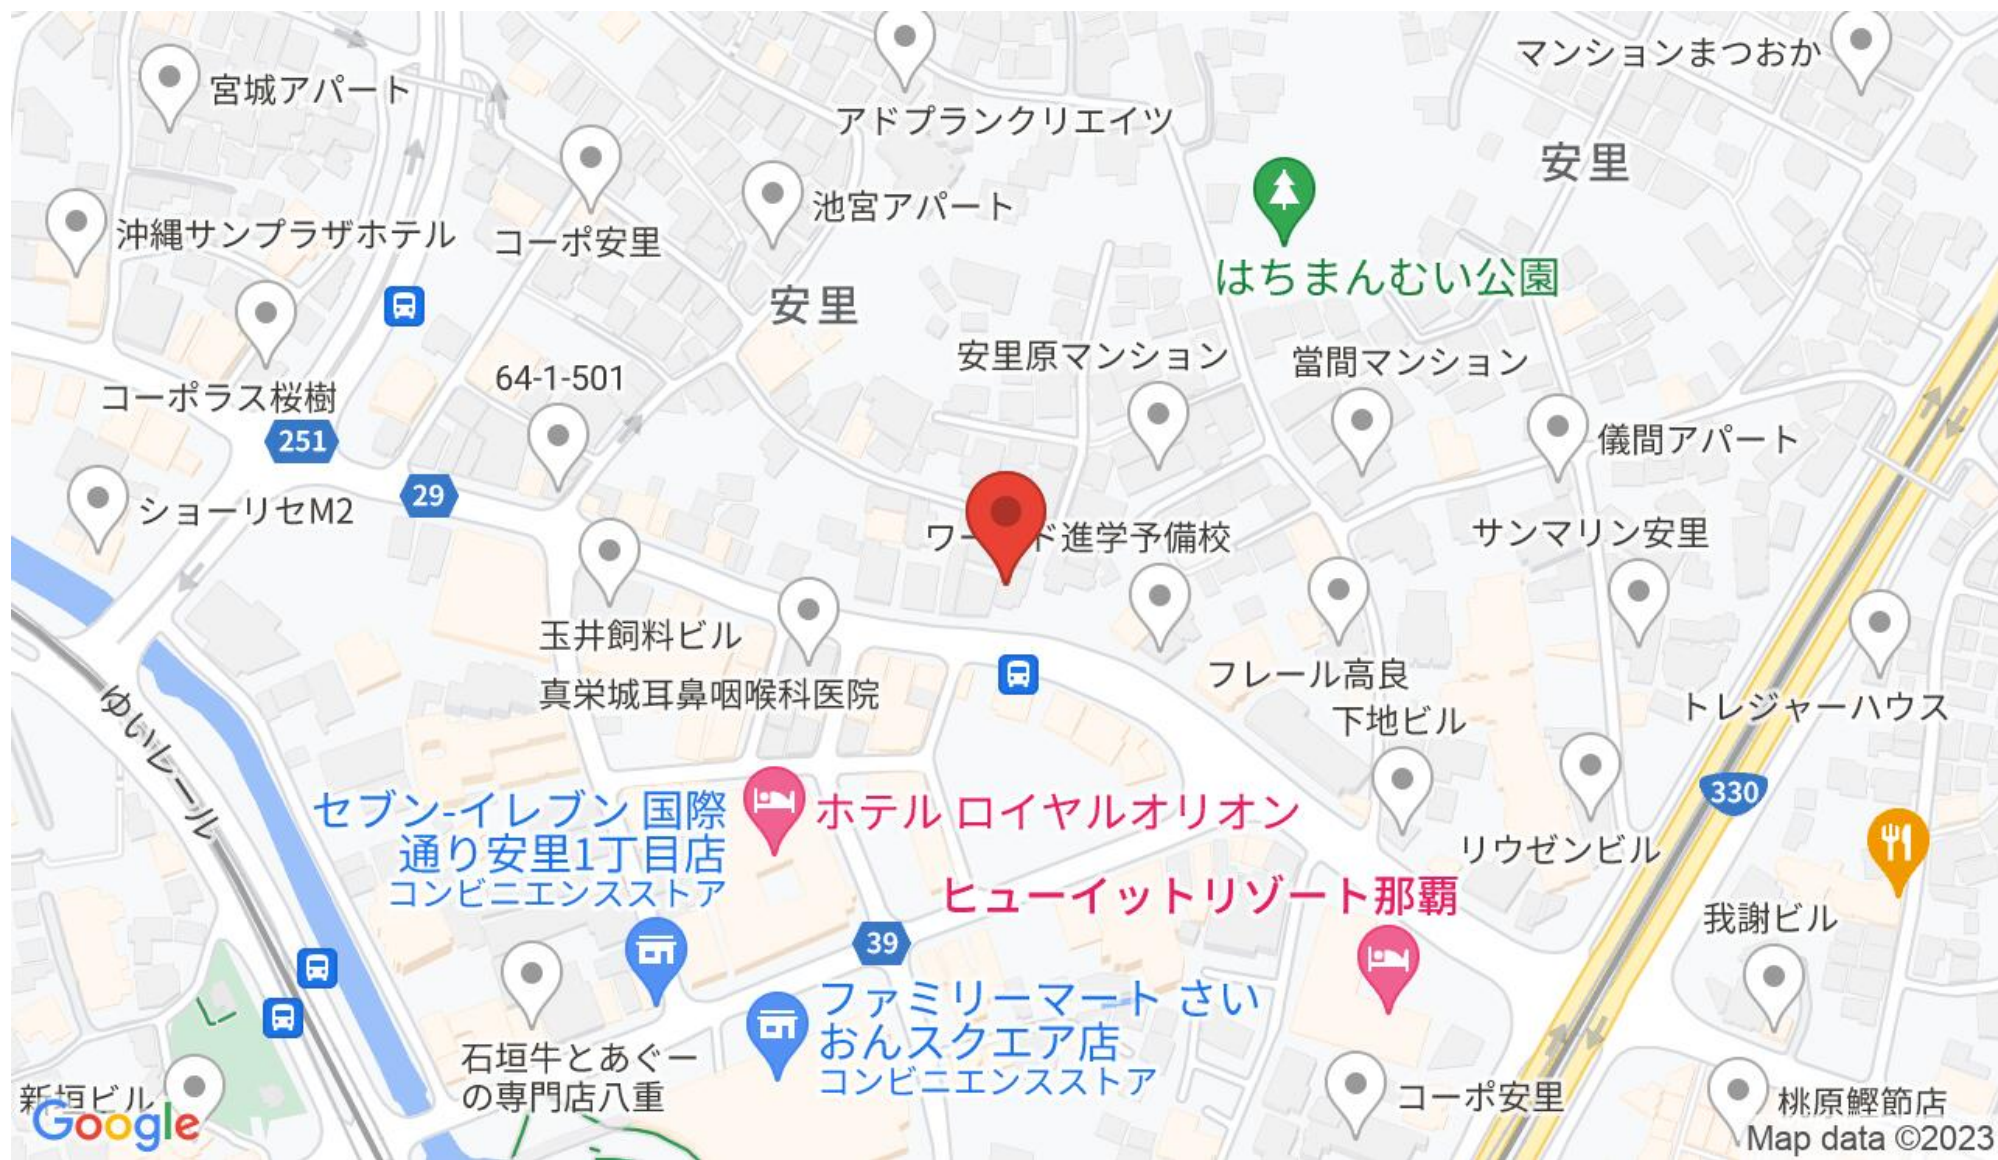 マンションまつおか
宮城アパート
アドプランクリエイツ
安里
池宮アパート
沖縄サンプラザホテル
コーポ安里
はちまんむい公園
安里
安里原マンション
當間マンション
64-1-501
コーポラス桜樹
251
儀間アパート
29
ショーリセM2
ド進学予備校
サンマリン安里
玉井飼料ビル
フレール高良
真栄城耳鼻咽喉科医院
トレジャーハウス
下地ビル
ゆいレール
330
セブン-イレブン 国際
通り安里1丁目店
コンビニエンスストア
ホテル ロイヤルオリオン
リウゼンビル
ヒューイットリゾート那覇
我謝ビル
39
ファミリーマート さい
おんスクエア店
コンビニエンスストア
石垣牛とあぐー
の専門店八重
新垣ビル
コーポ安里
桃原鰹節店
Google
Map data ©2023